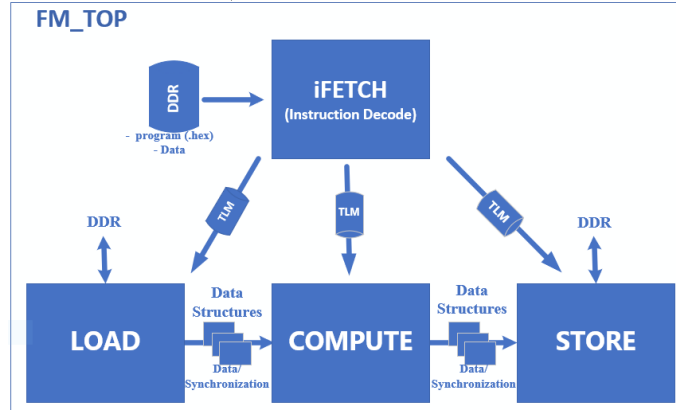 FM_TOP
iFETCH
(Instruction Decode)
DDR
- program (.hex)
- Data
TLM
TLM
TLM
DDR
DDR
Data
Structures
Data
Structures
LOAD
COMPUTE
STORE
Data/
Synchronization
Data/
Synchronization